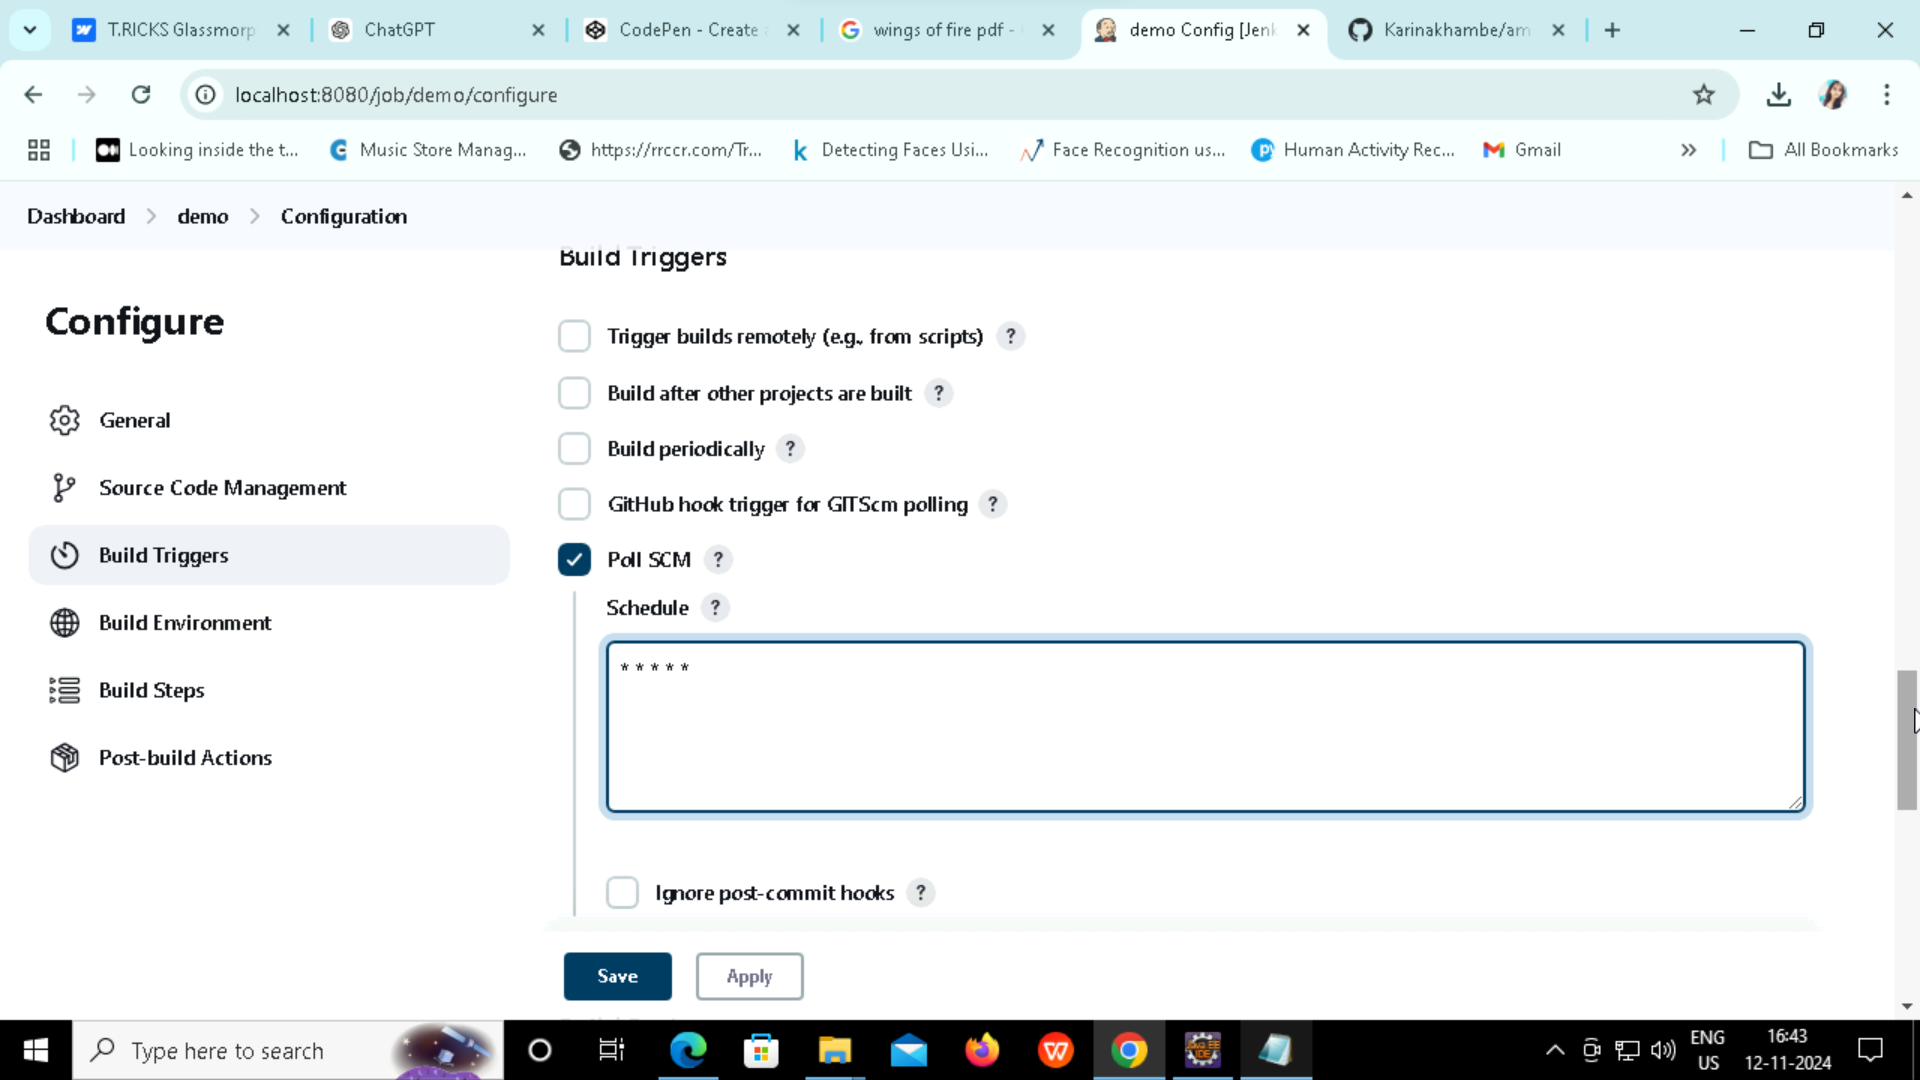 T.RICKS Glassmorp
ChatGPT
CodePen - Create
wings of fire pdf -
demo Config [Jenk
Karinakhambe/am
localhost:8080/job/demo/configure
Looking inside the t...
Music Store Manag...
https://rrccr.com/Tr...
Detecting Faces Usi...
Face Recognition us...
Human Activity Rec...
Gmail
All Bookmarks
Dashboard
demo
Configuration
Configure
General
Source Code Management
Build Triggers
Build Environment
Build Steps
Post-build Actions
Build Triggers
Trigger builds remotely (e.g., from scripts) ?
Build after other projects are built ?
Build periodically ?
GitHub hook trigger for GITScm polling ?
Poll SCM ?
Schedule ?
* * * * *
Ignore post-commit hooks ?
Save
Apply
Type here to search
ENG
US
16:43
12-11-2024